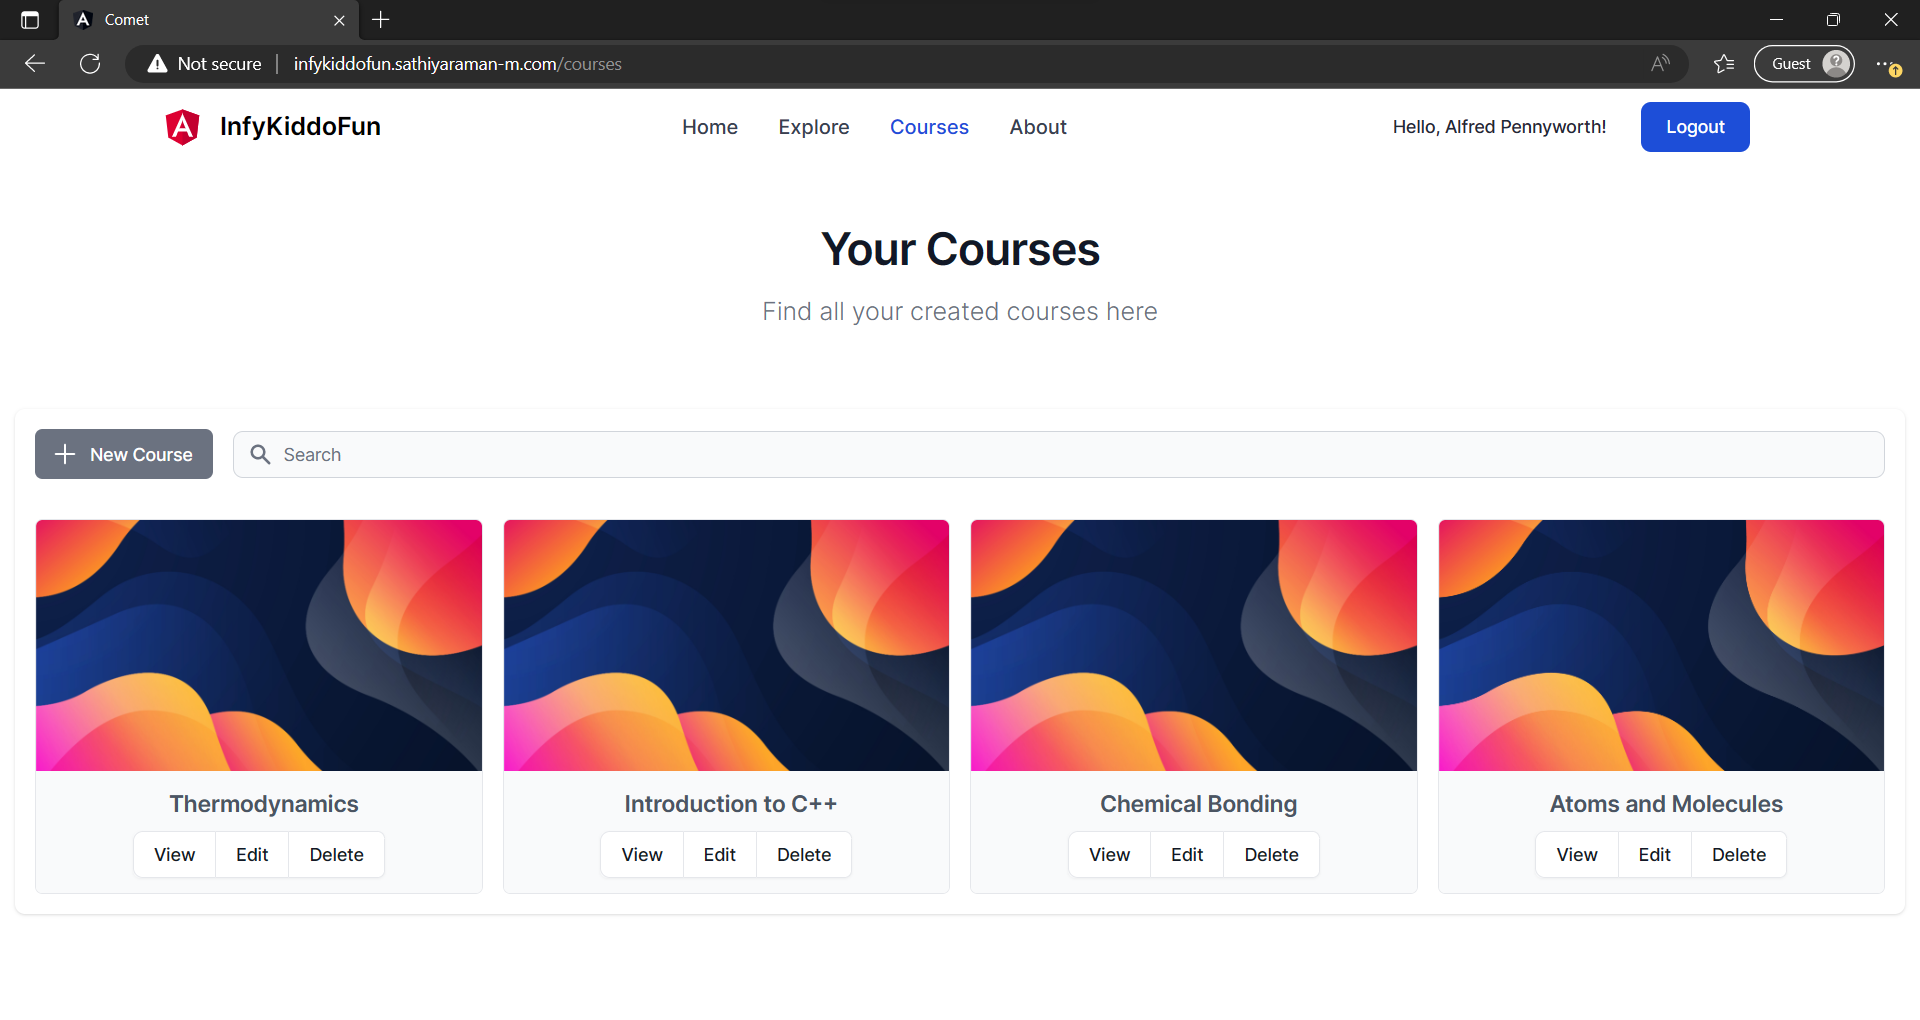 Comet
Not secure
infykiddofun.sathiyaraman-m.com/courses
Guest
InfyKiddoFun
Home
Explore
Courses
About
Hello, Alfred Pennyworth!
Logout
Your Courses
Find all your created courses here
New Course
Search
Thermodynamics
View Edit Delete
Introduction to C++
View Edit Delete
Chemical Bonding
View Edit Delete
Atoms and Molecules
View Edit Delete